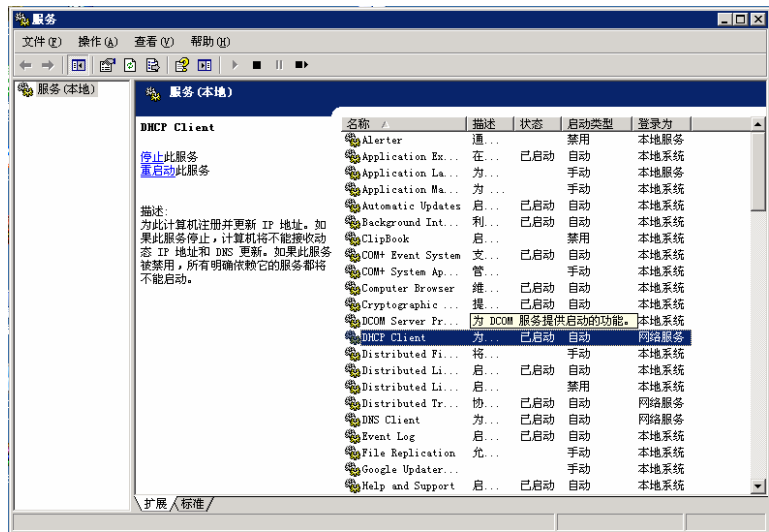 服务
文件(F) 操作(A) 查看(V) 帮助(H)
服务(本地)
服务(本地)
DHCP Client
停止此服务
重启动此服务
描述:
为此计算机注册并更新 IP 地址。如
果此服务停止，计算机将不能接收动
态 IP 地址和 DNS 更新。如果此服务
被禁用，所有明确依赖它的服务都将
不能启动。
名称 描述 状态 启动类型 登录为
Alerter 通... 禁用 本地服务
Application Ex... 在... 已启动 自动 本地系统
Application La... 为... 手动 本地服务
Application Ma... 为 ... 手动 本地系统
Automatic Updates 启... 已启动 自动 本地系统
Background Int... 利... 已启动 自动 本地系统
ClipBook 启... 禁用 本地系统
COM+ Event System 支... 已启动 自动 本地系统
COM+ System Ap... 管... 手动 本地系统
Computer Browser 维... 已启动 自动 本地系统
Cryptographic ... 提... 已启动 自动 本地系统
DCOM Server Pr... 为 DCOM 服务提供启动的功能。 本地系统
DHCP Client 为... 已启动 自动 网络服务
Distributed Fi... 将... 手动 本地系统
Distributed Li... 启... 已启动 自动 本地系统
Distributed Li... 启... 禁用 本地系统
Distributed Tr... 协... 已启动 自动 网络服务
DNS Client 为... 已启动 自动 网络服务
Event Log 启... 已启动 自动 本地系统
File Replication 允... 手动 本地系统
Google Updater... 手动 本地系统
Help and Support 启... 已启动 自动 本地系统
扩展 标准